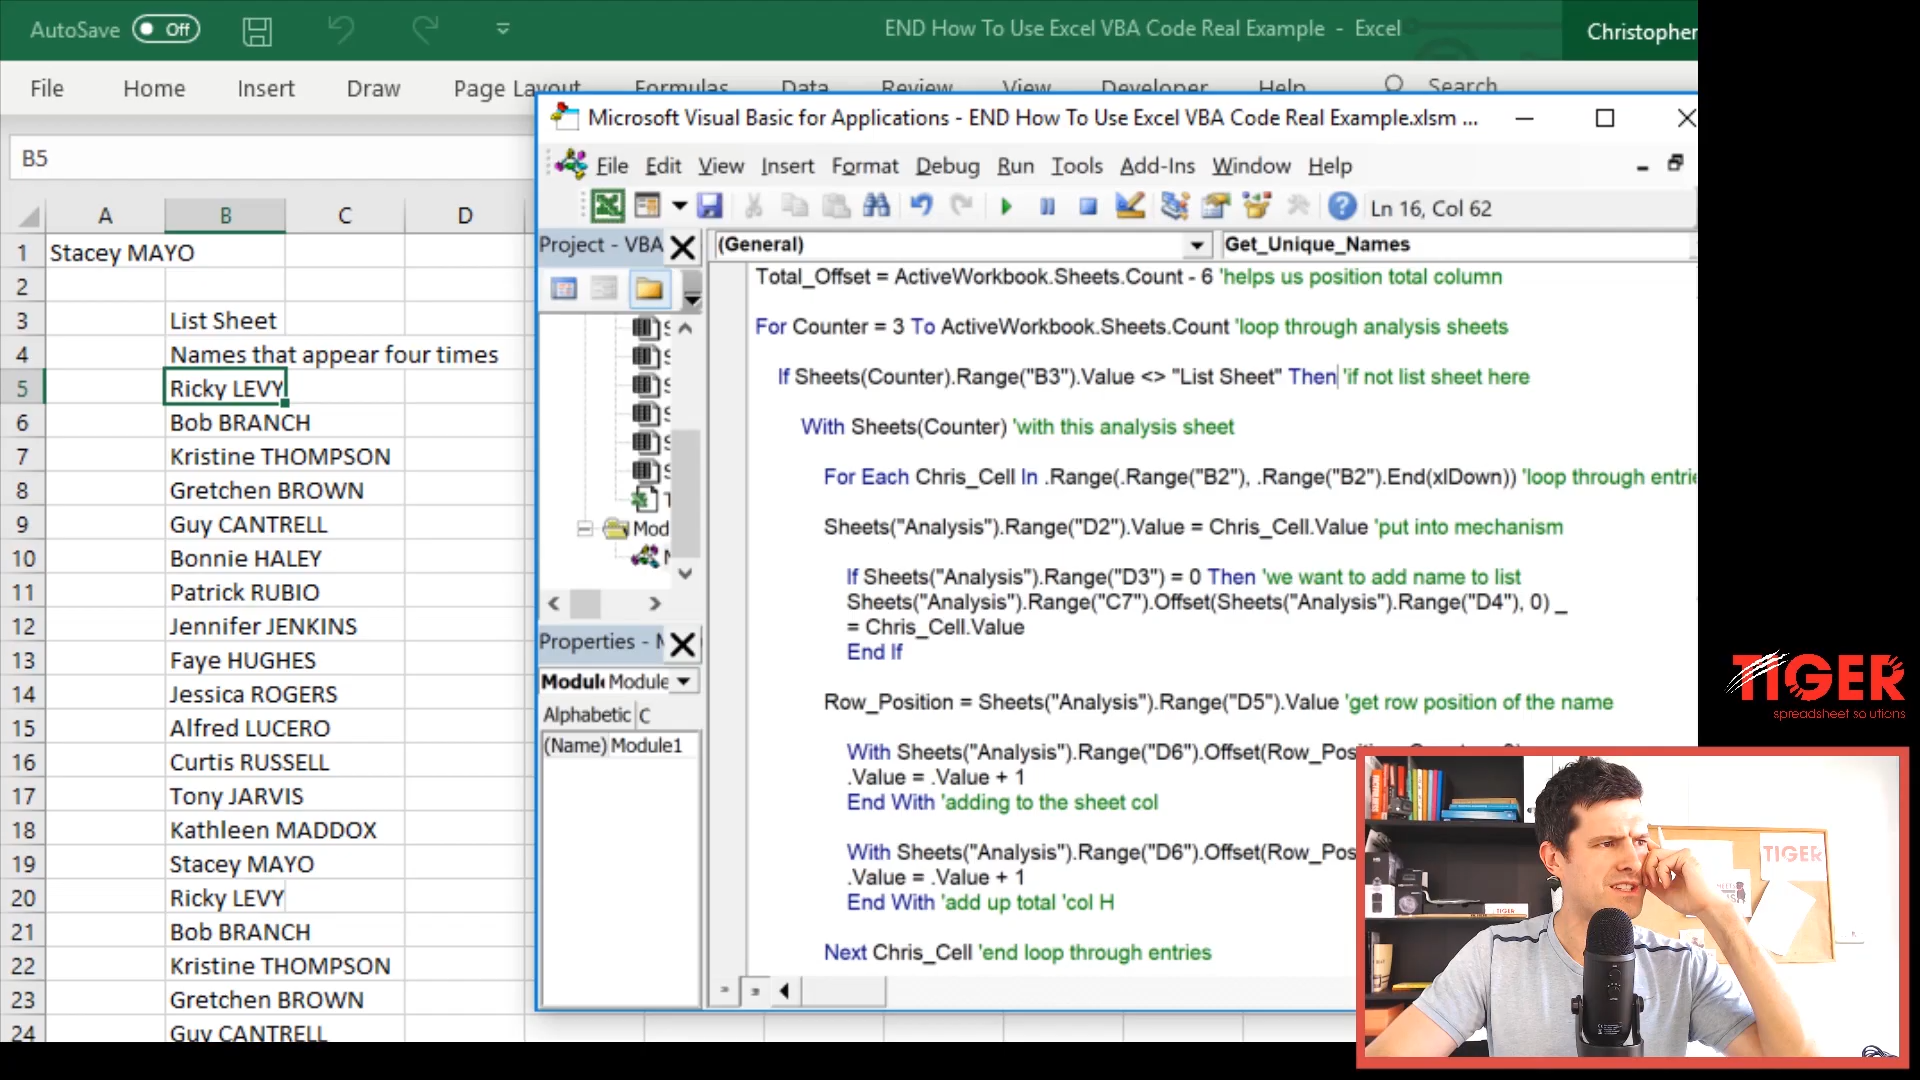 AutoSave Off
END How To Use Excel VBA Code Real Example - Excel
Christopher
File Home Insert Draw Page Layout Formulas Data Review View Developer Help Search
B5
A B C D
1 Stacey MAYO
2
3 List Sheet
4 Names that appear four times
5 Ricky LEVY
6 Bob BRANCH
7 Kristine THOMPSON
8 Gretchen BROWN
9 Guy CANTRELL
10 Bonnie HALEY
11 Patrick RUBIO
12 Jennifer JENKINS
13 Faye HUGHES
14 Jessica ROGERS
15 Alfred LUCERO
16 Curtis RUSSELL
17 Tony JARVIS
18 Kathleen MADDOX
19 Stacey MAYO
20 Ricky LEVY
21 Bob BRANCH
22 Kristine THOMPSON
23 Gretchen BROWN
24 Guy CANTRELL
Microsoft Visual Basic for Applications - END How To Use Excel VBA Code Real Example.xlsm ...
File Edit View Insert Format Debug Run Tools Add-Ins Window Help
Ln 16, Col 62
Project - VBA
(General) Get_Unique_Names
Mod
Properties - M
Module Module
Alphabetic C
(Name) Module1
Total_Offset = ActiveWorkbook.Sheets.Count - 6 'helps us position total column
For Counter = 3 To ActiveWorkbook.Sheets.Count 'loop through analysis sheets
If Sheets(Counter).Range("B3").Value <> "List Sheet" Then 'if not list sheet here
With Sheets(Counter) 'with this analysis sheet
For Each Chris_Cell In .Range(.Range("B2"), .Range("B2").End(xlDown)) 'loop through entrie
Sheets("Analysis").Range("D2").Value = Chris_Cell.Value 'put into mechanism
If Sheets("Analysis").Range("D3") = 0 Then 'we want to add name to list
Sheets("Analysis").Range("C7").Offset(Sheets("Analysis").Range("D4"), 0) _
= Chris_Cell.Value
End If
Row_Position = Sheets("Analysis").Range("D5").Value 'get row position of the name
With Sheets("Analysis").Range("D6").Offset(Row_Pos
.Value = .Value + 1
End With 'adding to the sheet col
With Sheets("Analysis").Range("D6").Offset(Row_Pos
.Value = .Value + 1
End With 'add up total 'col H
Next Chris_Cell 'end loop through entries
TIGER
spreadsheet solutions
TIGER
TIGER